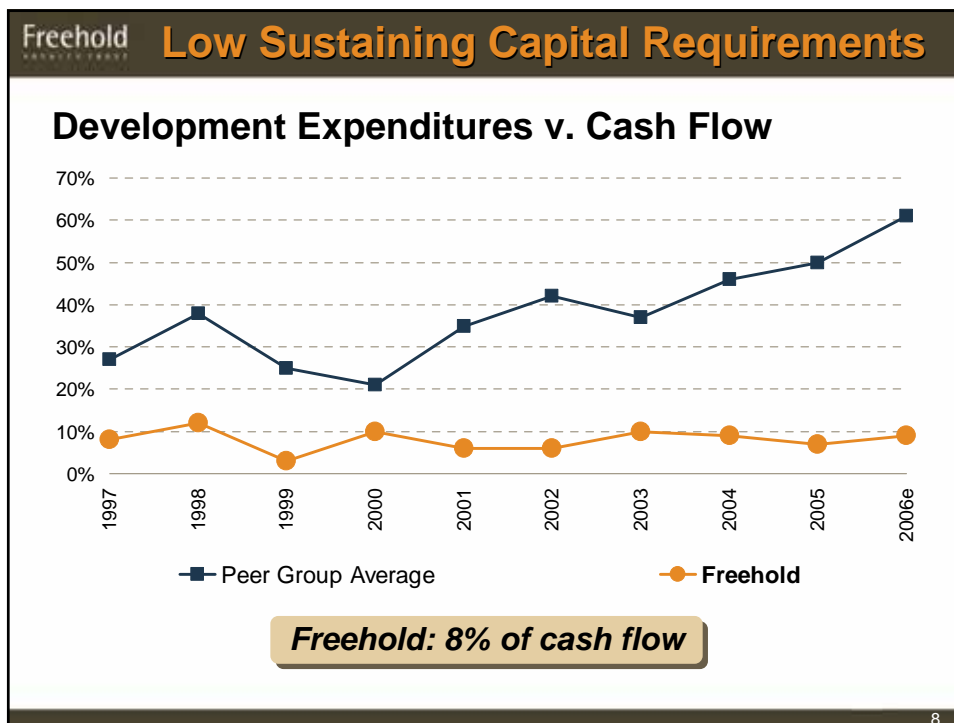 Freehold
Low Sustaining Capital Requirements
Development Expenditures v. Cash Flow
70%
60%
50%
40%
30%
20%
10%
0%
1997
1998
1999
2000
2001
2002
2003
2004
2005
2006e
Peer Group Average
Freehold
Freehold: 8% of cash flow
8